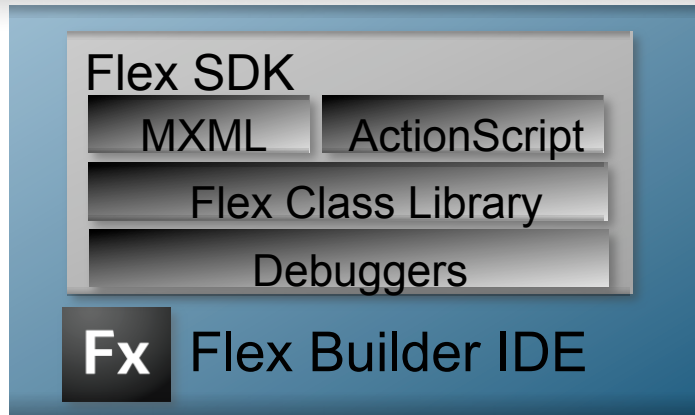 Flex SDK
MXML ActionScript
Flex Class Library
Debuggers
Fx Flex Builder IDE